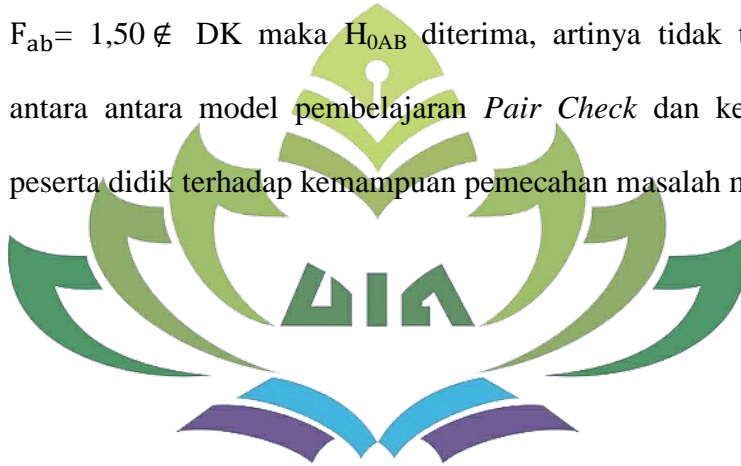 F_ab= 1,50 ∉ DK maka H_0AB diterima, artinya tidak
antara antara model pembelajaran Pair Check dan
peserta didik terhadap kemampuan pemecahan masalah
UIN